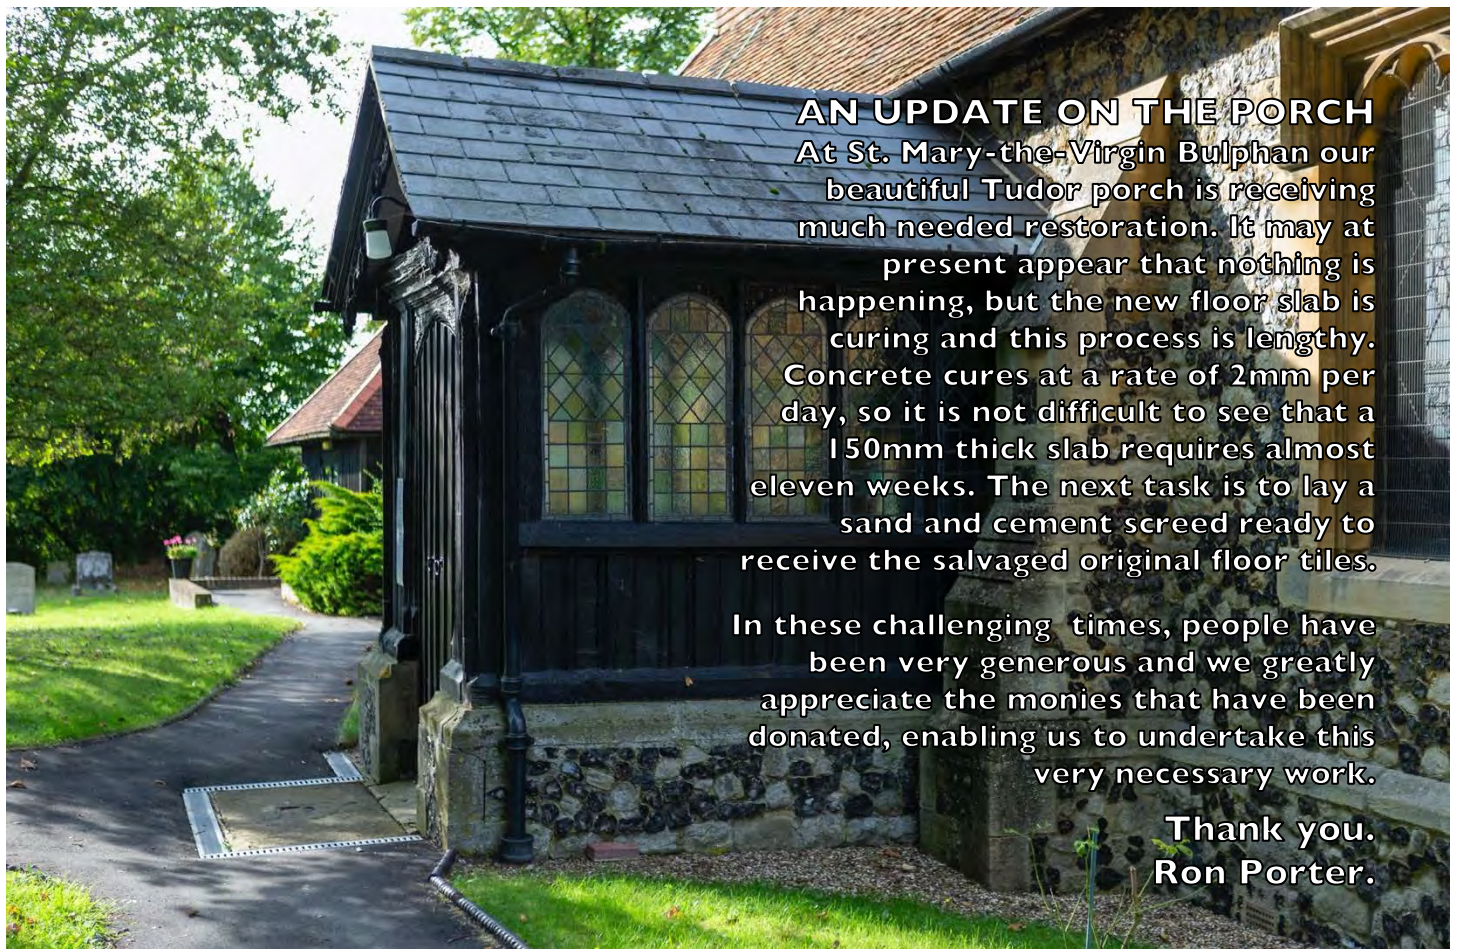 AN UPDATE ON THE PORCH
At St. Mary-the-Virgin Bulphan our
beautiful Tudor porch is receiving
much needed restoration. It may at
present appear that nothing is
happening, but the new floor slab is
curing and this process is lengthy.
Concrete cures at a rate of 2mm per
day, so it is not difficult to see that a
150mm thick slab requires almost
eleven weeks. The next task is to lay a
sand and cement screed ready to
receive the salvaged original floor tiles.
In these challenging  times, people have
been very generous and we greatly
appreciate the monies that have been
donated, enabling us to undertake this
very necessary work.
Thank you.
Ron Porter.